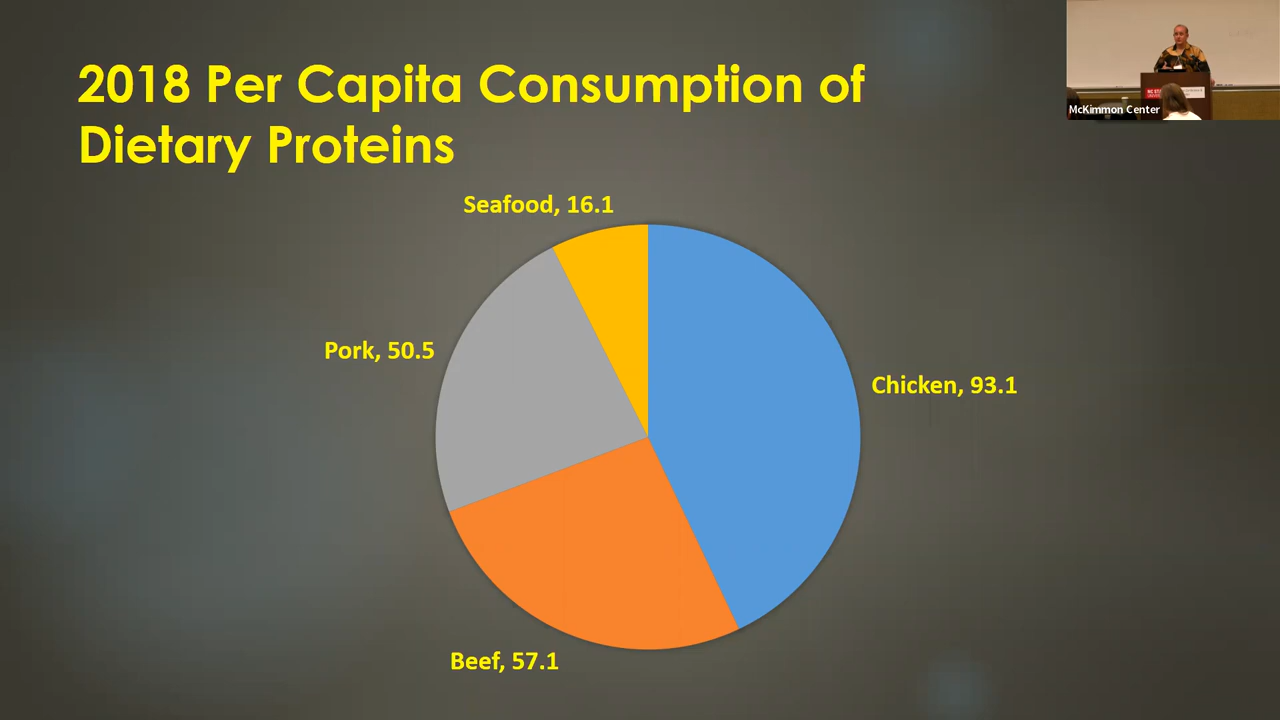 2018 Per Capita Consumption of
Dietary Proteins
McKimmon Center
Seafood, 16.1
Pork, 50.5
Chicken, 93.1
Beef, 57.1